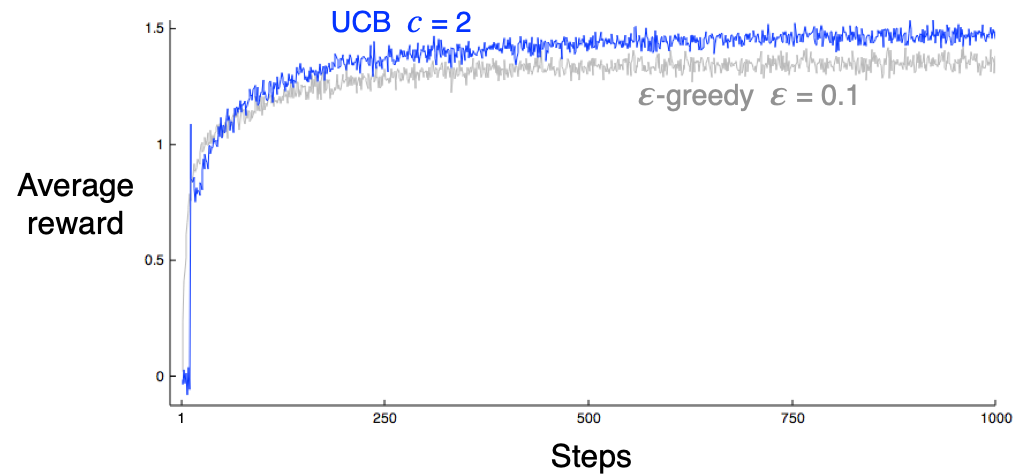 1.5
UCB c = 2
ε-greedy ε = 0.1
1
Average
reward
0.5
0
1
250
500
750
1000
Steps